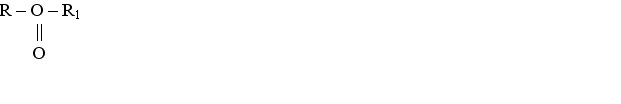 R – O – R₁
||
O